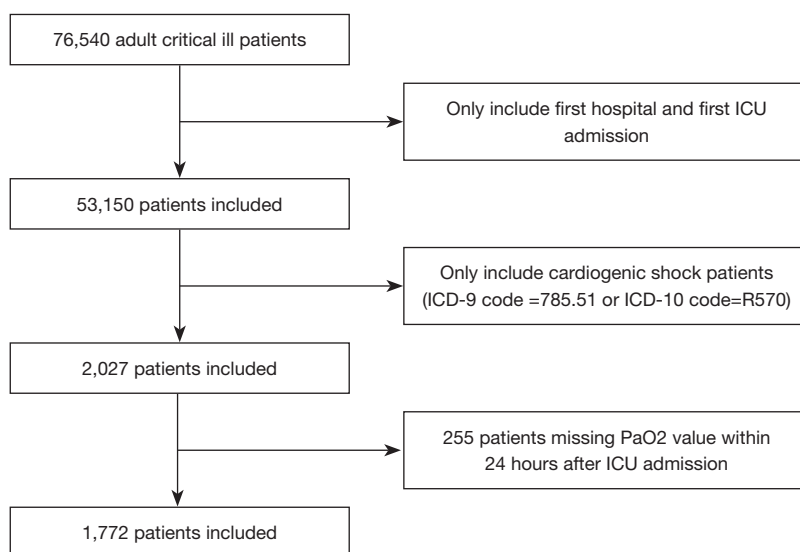 76,540 adult critical ill patients
Only include first hospital and first ICU
admission
53,150 patients included
Only include cardiogenic shock patients
(ICD-9 code =785.51 or ICD-10 code=R570)
2,027 patients included
255 patients missing PaO2 value within
24 hours after ICU admission
1,772 patients included